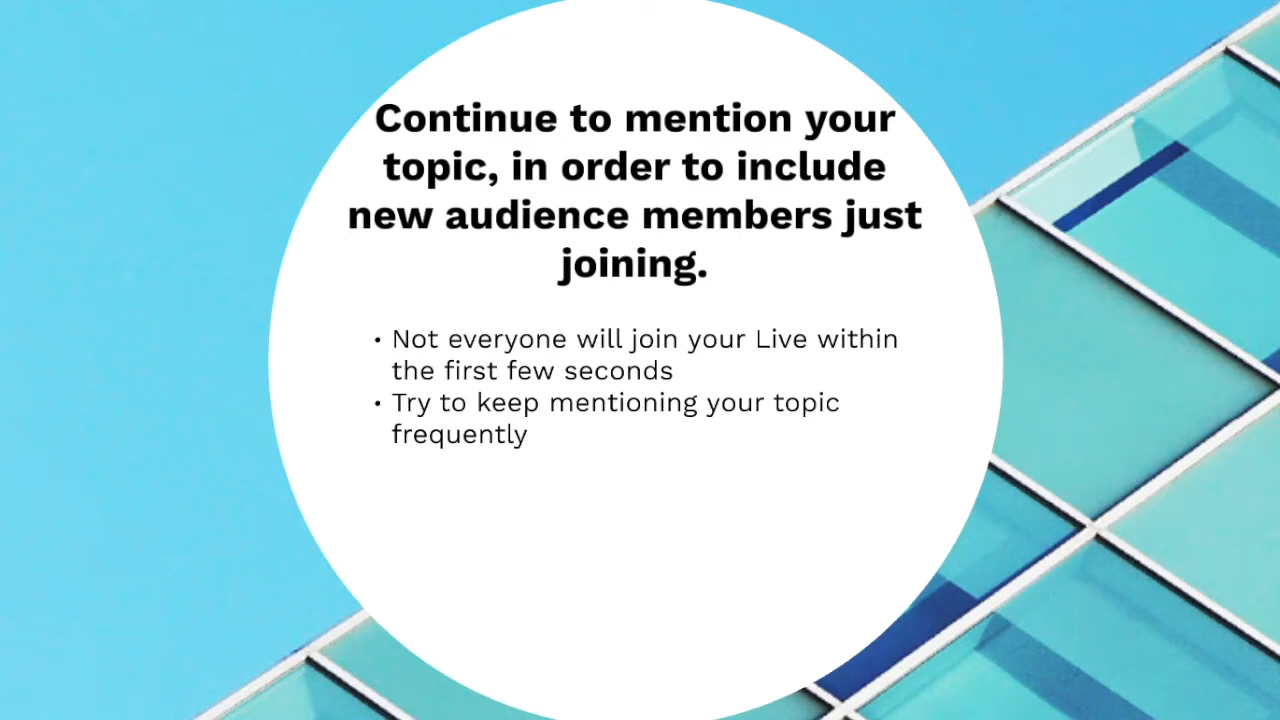 Continue to mention your
topic, in order to include
new audience members just
joining.
• Not everyone will join your Live within
the first few seconds
• Try to keep mentioning your topic
frequently